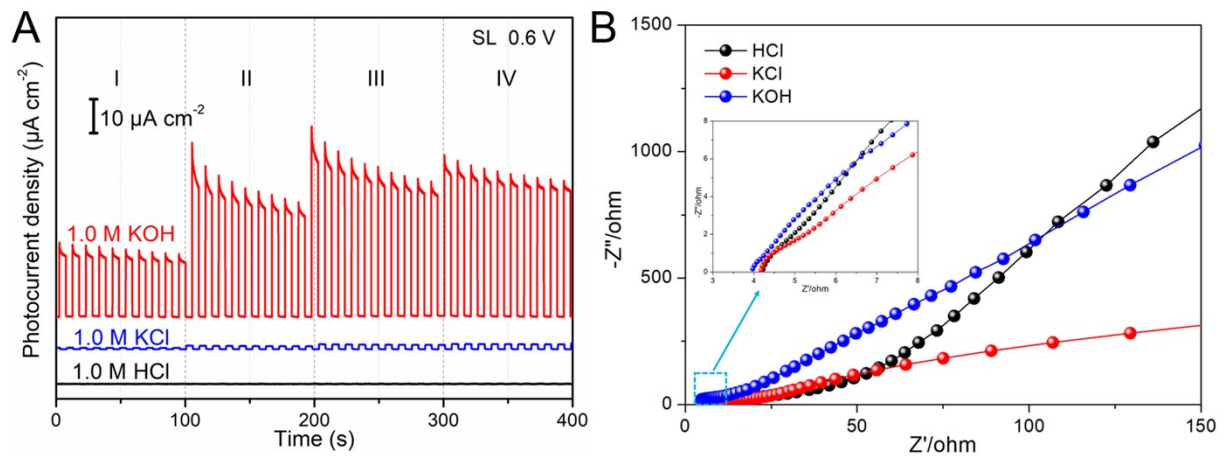 A
SL 0.6 V
I II III IV
10 µA cm⁻²
1.0 M KOH
1.0 M KCl
1.0 M HCl
Photocurrent density (µA cm⁻²)
0 100 200 300 400
Time (s)
B
HCl
KCl
KOH
1500
1000
500
0
-Z''/ohm
0 50 100 150
Z'/ohm
8
6
4
2
0
-Z''/ohm
3 4 5 6 7 8
Z'/ohm